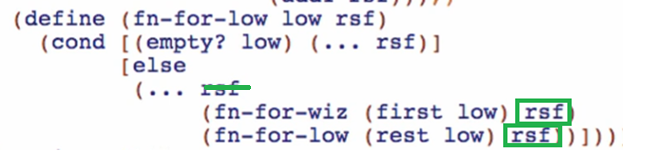 (define (fn-for-low low rsf)
(cond [(empty? low) (... rsf)]
[else
(... rsf
(fn-for-wiz (first low) rsf)
(fn-for-low (rest low) rsf))]))